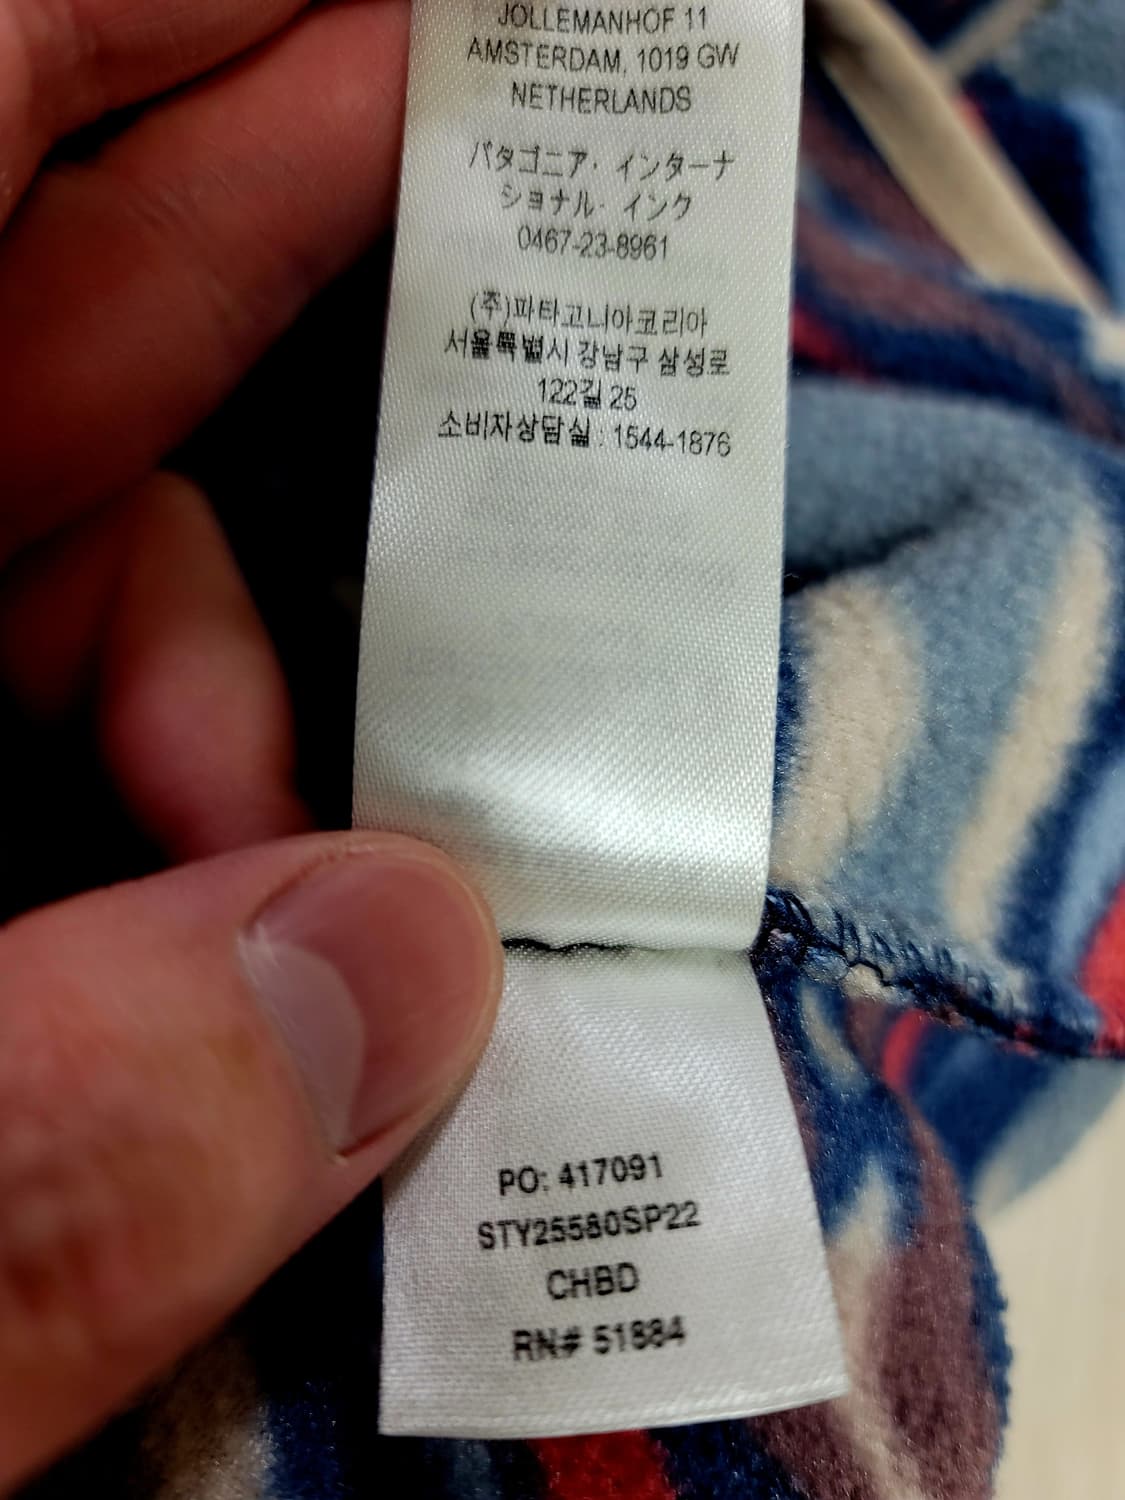 JOLLEMANHOF 11
AMSTERDAM, 1019 GW
NETHERLANDS
パタゴニア・インターナ
ショナル・インク
0467-23-8961
(주)파타고니아코리아
서울특별시 강남구 삼성로
122길 25
소비자상담실 : 1544-1876
PO: 417091
STY25580SP22
CHBD
RN# 51884